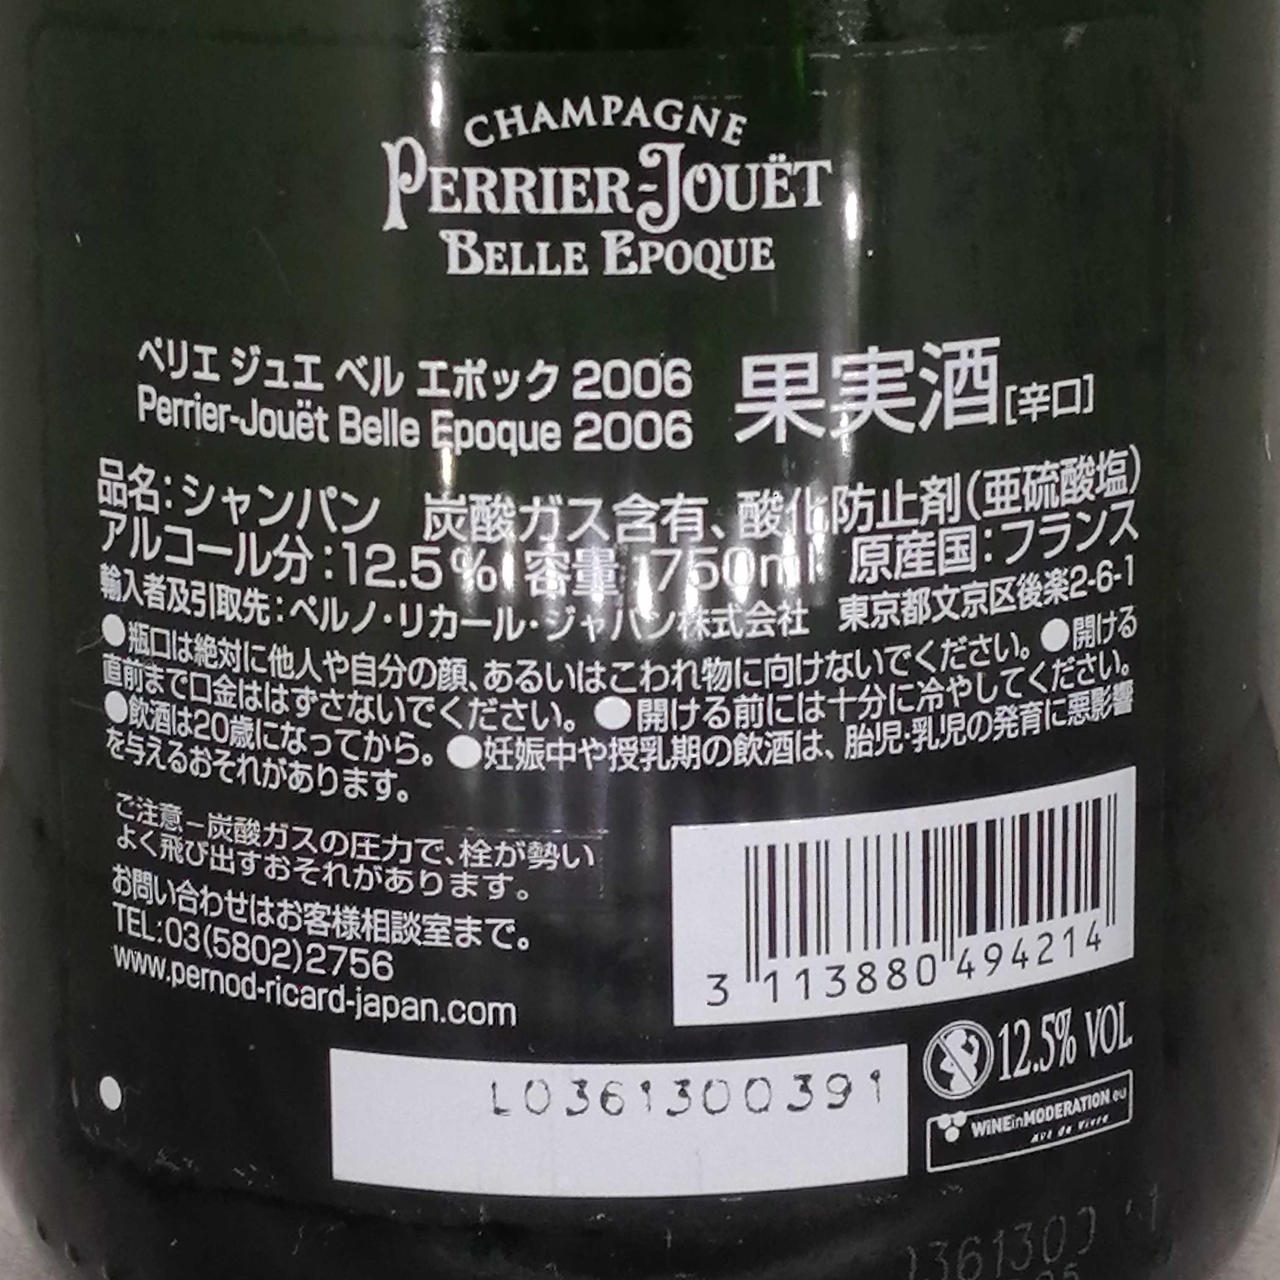 CHAMPAGNE
PERRIER-JOUËT
BELLE EPOQUE
ペリエ ジュエ ベル エポック 2006
Perrier-Jouët Belle Epoque 2006
果実酒[辛口]
品名:シャンパン 炭酸ガス含有、酸化防止剤(亜硫酸塩)
アルコール分:12.5% 容量:750ml 原産国:フランス
輸入者及引取先:ペルノ・リカール・ジャパン株式会社 東京都文京区後楽2-6-1
●瓶口は絶対に他人や自分の顔、あるいはこわれ物に向けないでください。●開ける
直前まで口金ははずさないでください。●開ける前には十分に冷やしてください。
●飲酒は20歳になってから。●妊娠中や授乳期の飲酒は、胎児・乳児の発育に悪影響
を与えるおそれがあります。
ご注意－炭酸ガスの圧力で、栓が勢い
よく飛び出すおそれがあります。
お問い合わせはお客様相談室まで。
TEL:03(5802)2756
www.pernod-ricard-japan.com
3 113880 494214
12.5% VOL
WINEinMODERATION.eu
Art de Vivre
L0361300391